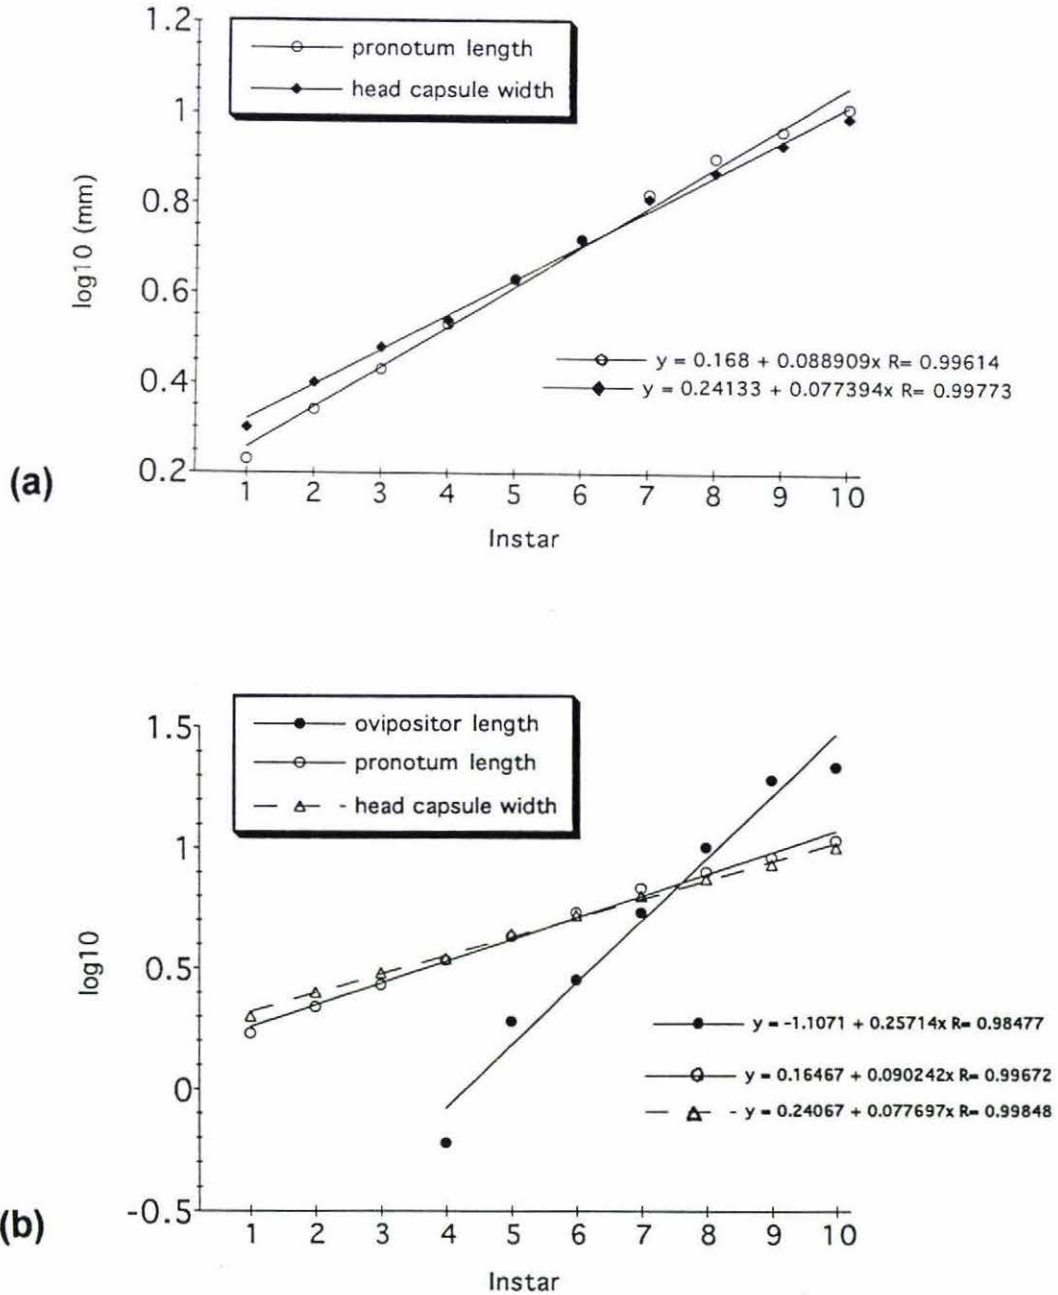 1.2
pronotum length
head capsule width
1
0.8
log10 (mm)
0.6
y = 0.168 + 0.088909x R= 0.99614
0.4
y = 0.24133 + 0.077394x R= 0.99773
0.2
(a)
1 2 3 4 5 6 7 8 9 10
Instar
1.5
ovipositor length
pronotum length
head capsule width
1
log10
0.5
y = -1.1071 + 0.25714x R= 0.98477
y = 0.16467 + 0.090242x R= 0.99672
0
y = 0.24067 + 0.077697x R= 0.99848
-0.5
(b)
1 2 3 4 5 6 7 8 9 10
Instar